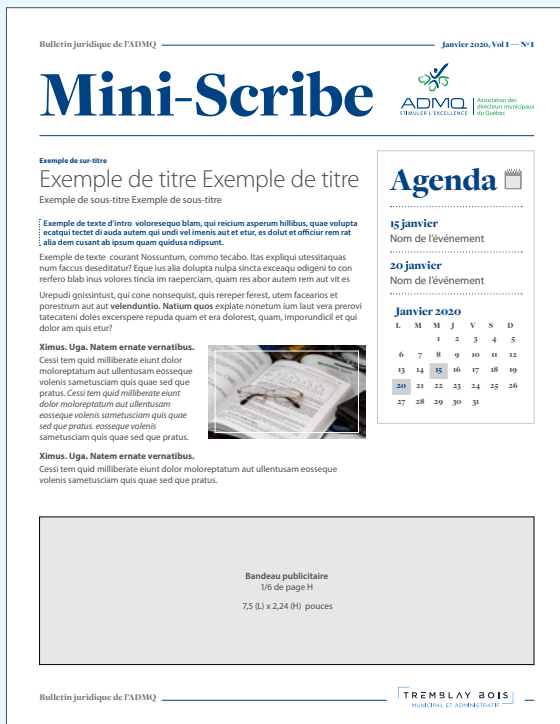 Bulletin juridique de l'ADMQ
Janvier 2020, Vol 1 — Nº1
Mini-Scribe
ADMQ
STIMULER L'EXCELLENCE
Association des
directeurs municipaux
du Québec
Exemple de sur-titre
Exemple de titre Exemple de titre
Exemple de sous-titre Exemple de sous-titre
Exemple de texte d'intro voloresequo blam, qui reicium asperum hillibus, quae volupta
ecatqui tectet di auda autem qui undi vel imenis aut et etur, es dolut et officiur rem rat
alia dem cusant ab ipsum quam quidusa ndipsunt.
Exemple de texte courant Nossuntum, commo tecabo. Itas expliqui utessitaquas
num faccus deseditatur? Eque ius alia dolupta nulpa sincta exceaqu odigeni to con
rerfero blab inus volores tincia im raeperciam, quam res abor autem rem aut vit es
Urepudi gnissintust, qui cone nonsequist, quis rereper ferest, utem facearios et
porestrum aut aut velenduntio. Natium quos explate nonetum ium laut vera prerovi
tatecateni doles excerspere repuda quam et era dolorest, quam, imporundicil et qui
dolor am quis etur?
Ximus. Uga. Natem ernate vernatibus.
Cessi tem quid milliberate eiunt dolor
moloreptatum aut ullentusam eosseque
volenis sametusciam quis quae sed que
pratus. Cessi tem quid milliberate eiunt
dolor moloreptatum aut ullentusam
eosseque volenis sametusciam quis quae
sed que pratus. eosseque volenis
sametusciam quis quae sed que pratus.
Ximus. Uga. Natem ernate vernatibus.
Cessi tem quid milliberate eiunt dolor moloreptatum aut ullentusam eosseque
volenis sametusciam quis quae sed que pratus.
Agenda
15 janvier
Nom de l'événement
20 janvier
Nom de l'événement
Janvier 2020
L M M J V S D
1 2 3 4 5
6 7 8 9 10 11 12
13 14 15 16 17 18 19
20 21 22 23 24 25 26
27 28 29 30 31
Bandeau publicitaire
1/6 de page H
7,5 (L) x 2,24 (H) pouces
Bulletin juridique de l'ADMQ
TREMBLAY BOIS
MUNICIPAL ET ADMINISTRATIF